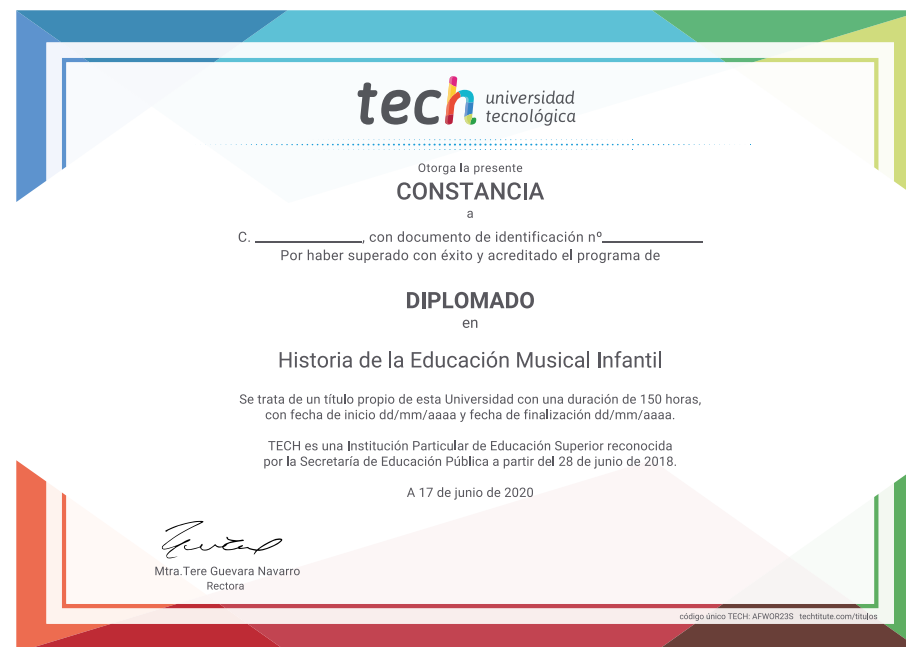 tech universidad
tecnológica
Otorga la presente
CONSTANCIA
a
C. ______________, con documento de identificación nº_____________
Por haber superado con éxito y acreditado el programa de
DIPLOMADO
en
Historia de la Educación Musical Infantil
Se trata de un título propio de esta Universidad con una duración de 150 horas,
con fecha de inicio dd/mm/aaaa y fecha de finalización dd/mm/aaaa.
TECH es una Institución Particular de Educación Superior reconocida
por la Secretaría de Educación Pública a partir del 28 de junio de 2018.
A 17 de junio de 2020
Mtra.Tere Guevara Navarro
Rectora
código único TECH: AFWOR23S techtitute.com/titulos